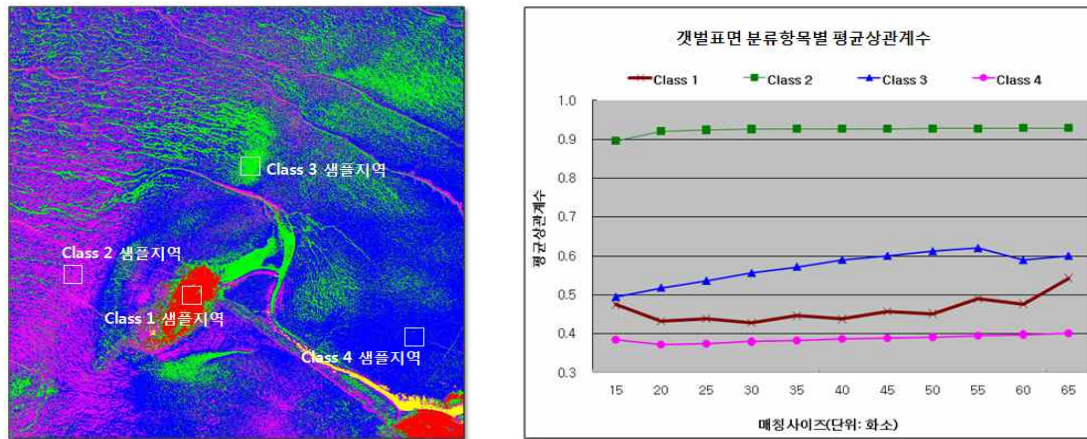 Class 3 샘플지역
Class 2 샘플지역
Class 1 샘플지역
Class 4 샘플지역
갯벌표면 분류항목별 평균상관계수
Class 1 Class 2 Class 3 Class 4
평균상관계수
1.0
0.9
0.8
0.7
0.6
0.5
0.4
0.3
15 20 25 30 35 40 45 50 55 60 65
매칭사이즈(단위: 화소)